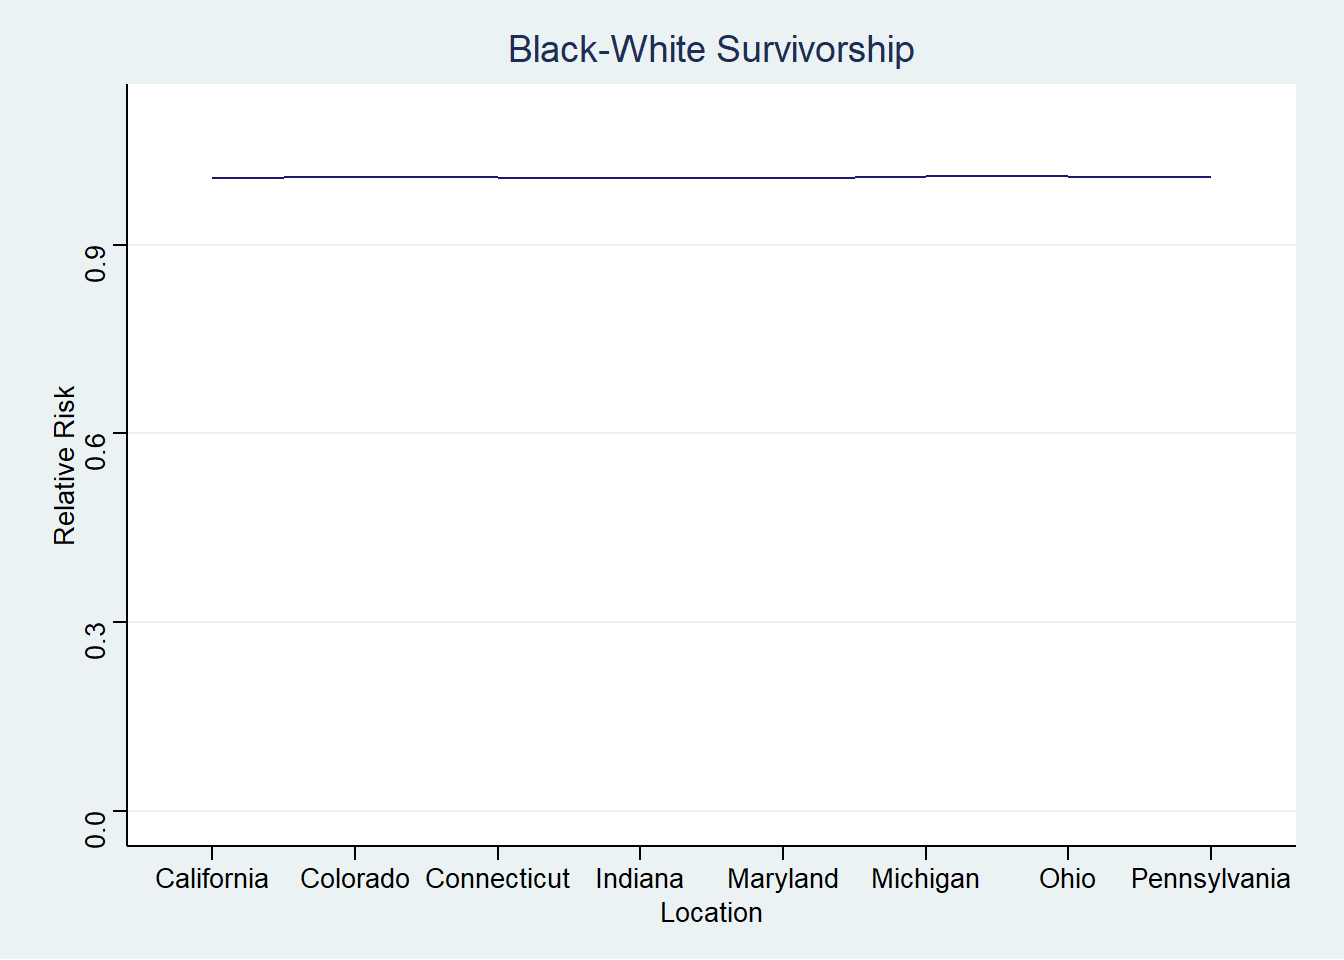 Black-White Survivorship
Relative Risk
0.9
0.6
0.3
0.0
California Colorado Connecticut Indiana Maryland Michigan Ohio Pennsylvania
Location